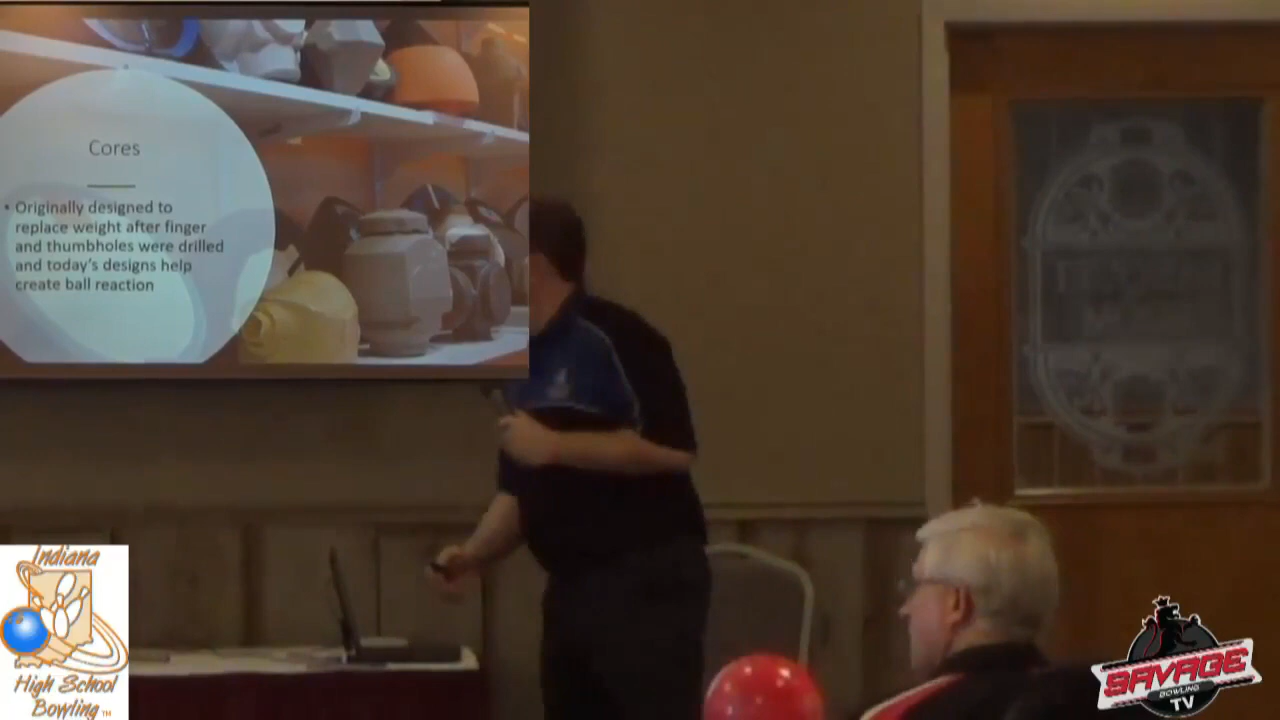 Cores
• Originally designed to
replace weight after finger
and thumbholes were drilled
and today's designs help
create ball reaction
Indiana
High School
Bowling™
SAVAGE
BOWLING
TV